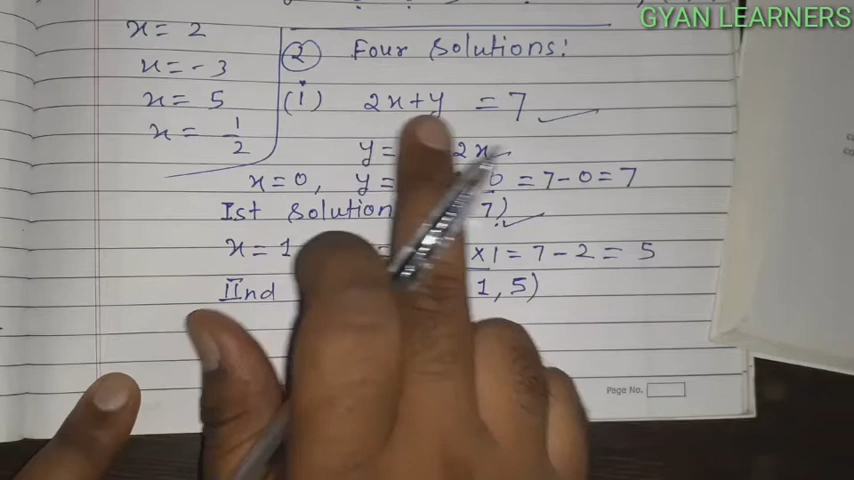 GYAN LEARNERS
x = 2
x = -3
x = 5
x = 1/2
② Four Solutions:
(i) 2x+y = 7
y = 2x
x = 0, y = 0 = 7-0 = 7
Ist Solution 7)
x = 1 x1 = 7-2 = 5
IInd 1, 5)
Page No.